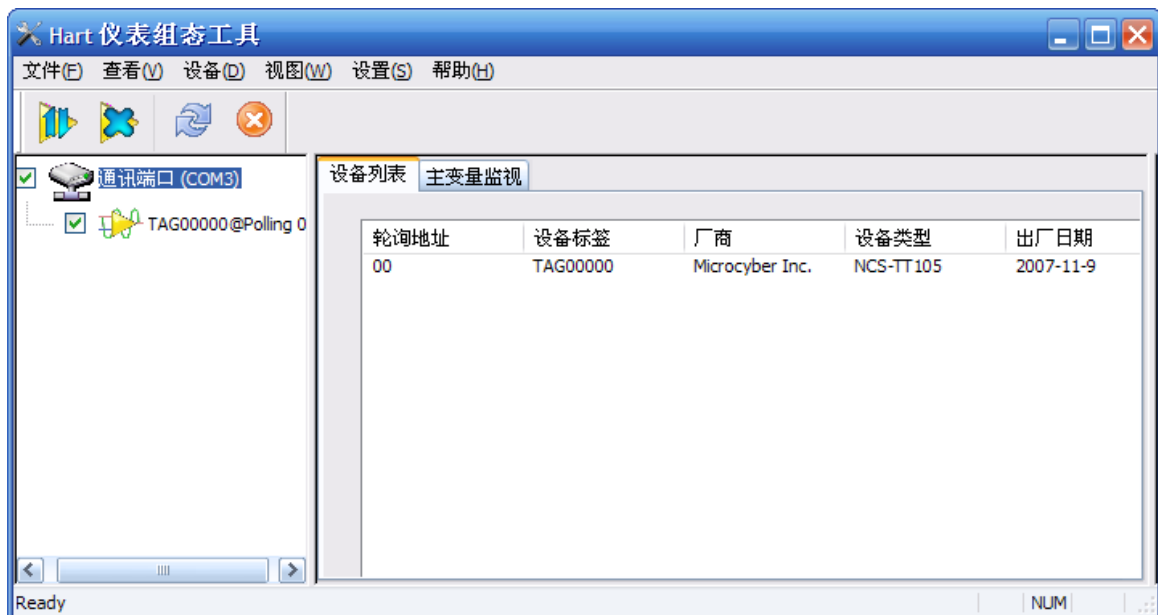 Hart 仪表组态工具
文件(F) 查看(V) 设备(D) 视图(W) 设置(S) 帮助(H)
通讯端口 (COM3)
TAG00000@Polling 0
设备列表 主变量监视
轮询地址 设备标签 厂商 设备类型 出厂日期
00 TAG00000 Microcyber Inc. NCS-TT105 2007-11-9
Ready NUM